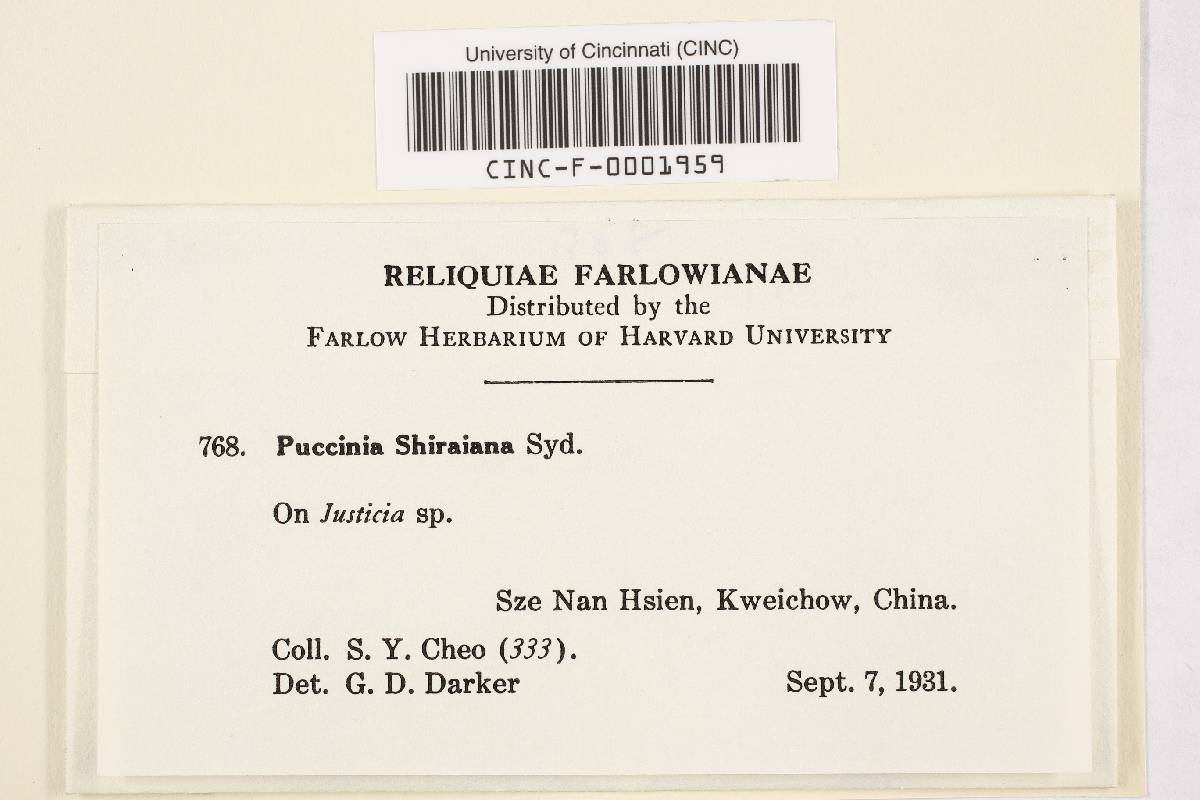 University of Cincinnati (CINC)
CINC-F-0001959
RELIQUIAE FARLOWIANAE
Distributed by the
FARLOW HERBARIUM OF HARVARD UNIVERSITY
768. Puccinia Shiraiana Syd.
On Justicia sp.
Sze Nan Hsien, Kweichow, China.
Coll. S. Y. Cheo (333).
Det. G. D. Darker Sept. 7, 1931.